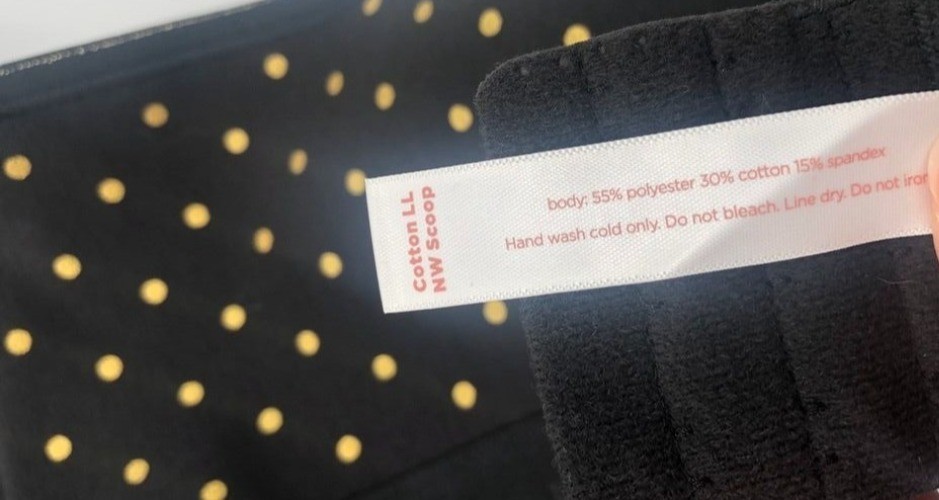 Cotton LL
NW Scoop
body: 55% polyester 30% cotton 15% spandex
Hand wash cold only. Do not bleach. Line dry. Do not iron